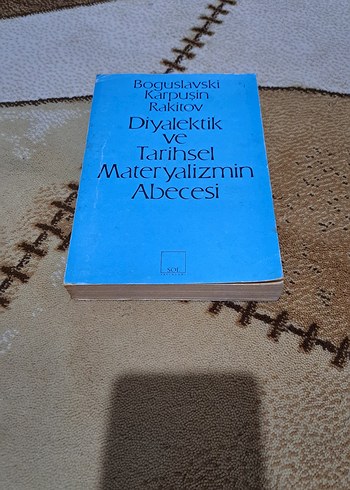 Boguslavski
Karpuşin
Rakitov
Diyalektik
ve
Tarihsel
Materyalizmin
Abecesi
SOL